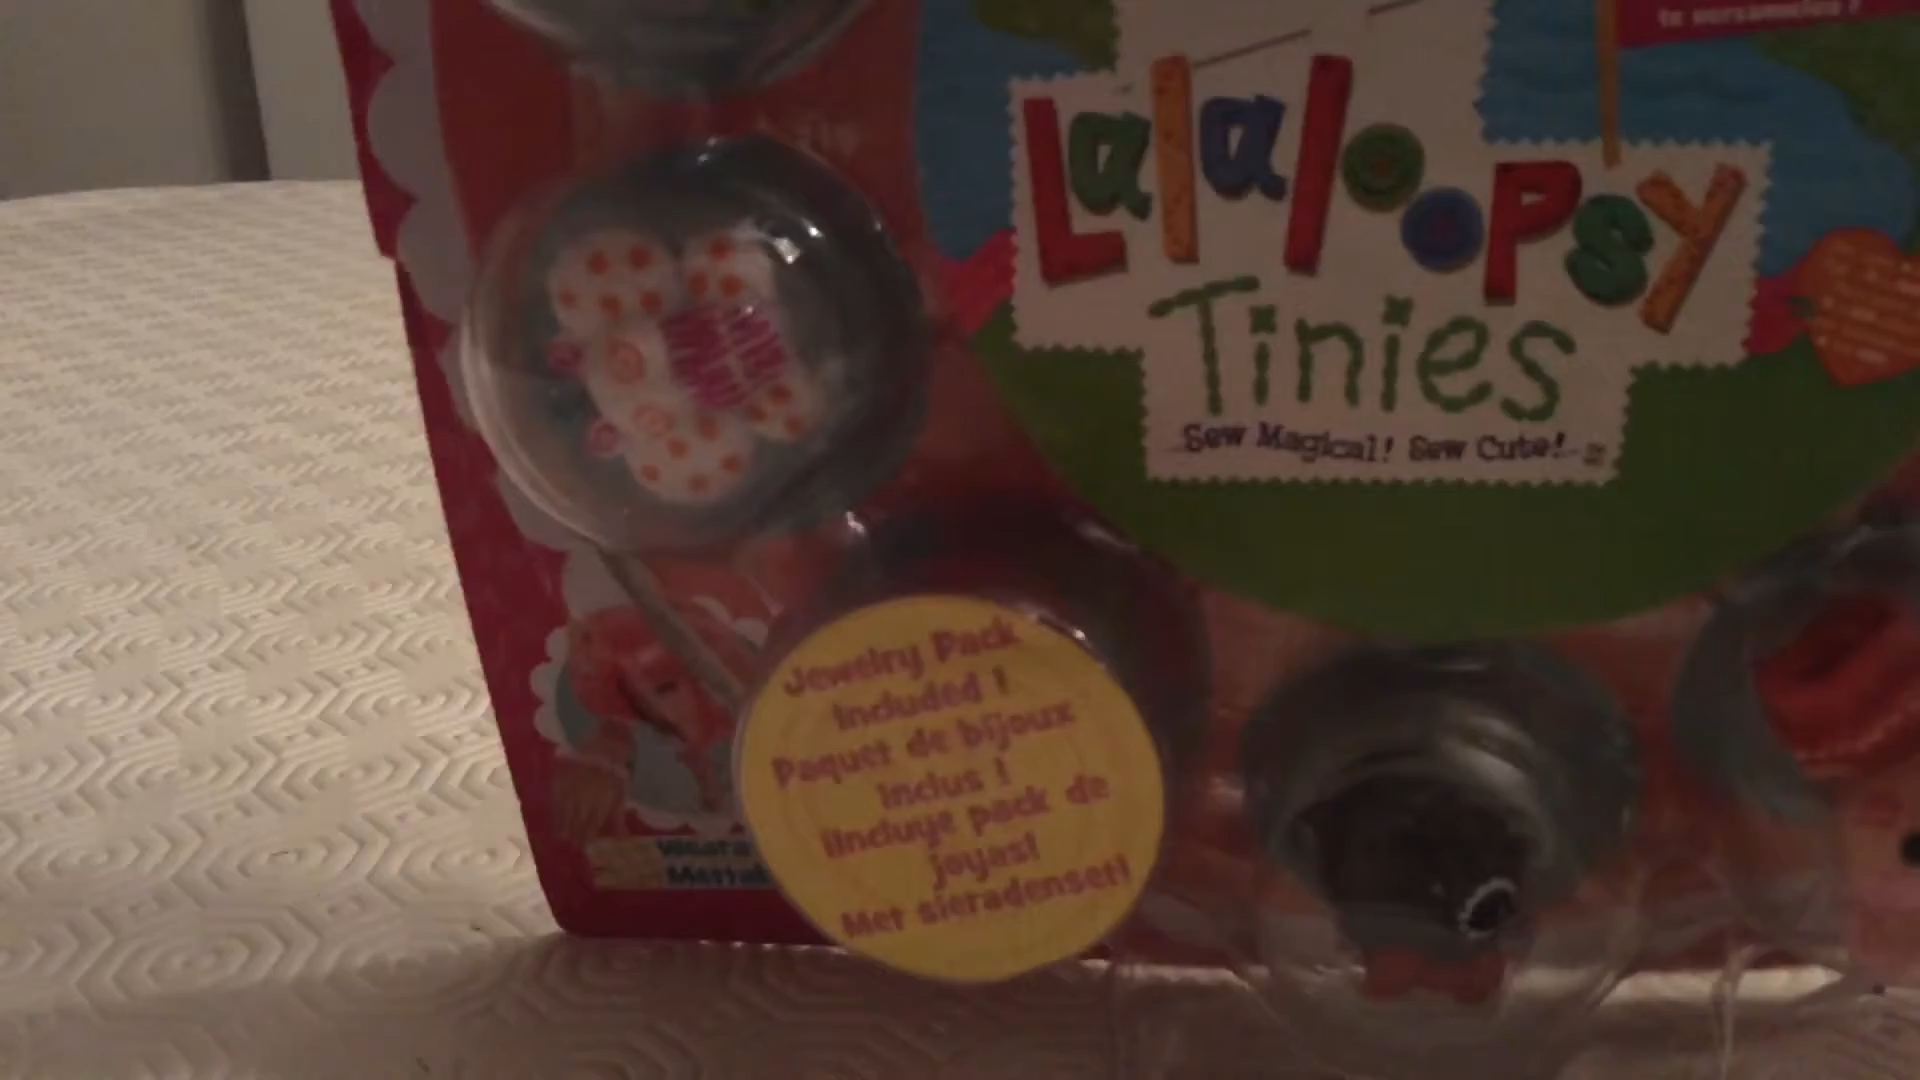 Lalaloopsy
Tinies
Sew Magical! Sew Cute!
Jewelry Pack
Included !
Paquet de bijoux
inclus !
¡Incluye pack de
joyas!
Met sieradenset!